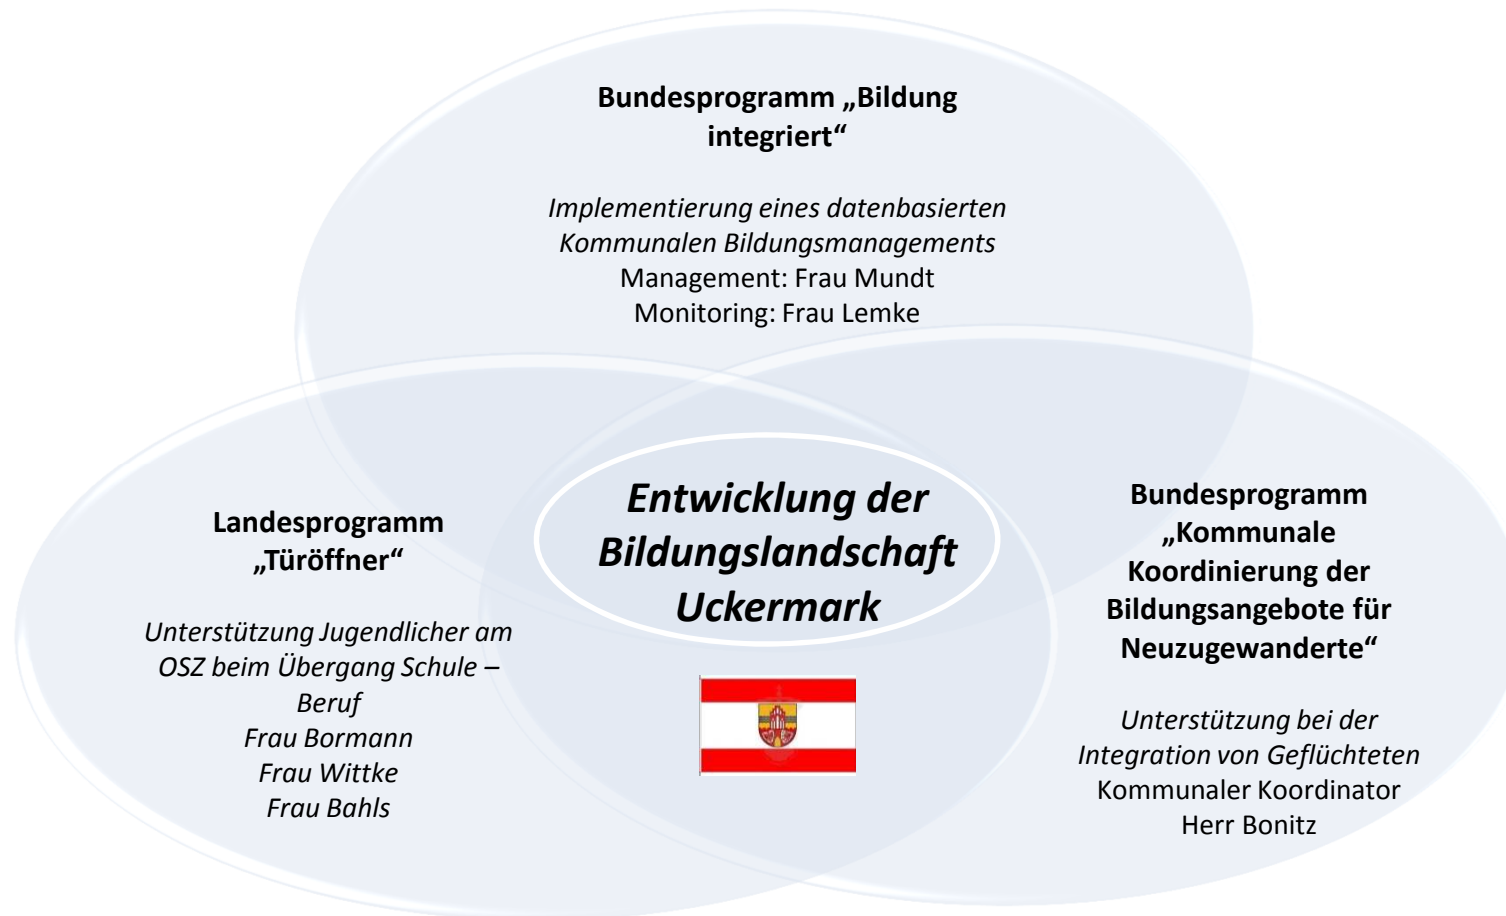 Bundesprogramm „Bildung
integriert“
Implementierung eines datenbasierten
Kommunalen Bildungsmanagements
Management: Frau Mundt
Monitoring: Frau Lemke
Landesprogramm
„Türöffner“
Unterstützung Jugendlicher am
OSZ beim Übergang Schule –
Beruf
Frau Bormann
Frau Wittke
Frau Bahls
Entwicklung der
Bildungslandschaft
Uckermark
Bundesprogramm
„Kommunale
Koordinierung der
Bildungsangebote für
Neuzugewanderte“
Unterstützung bei der
Integration von Geflüchteten
Kommunaler Koordinator
Herr Bonitz